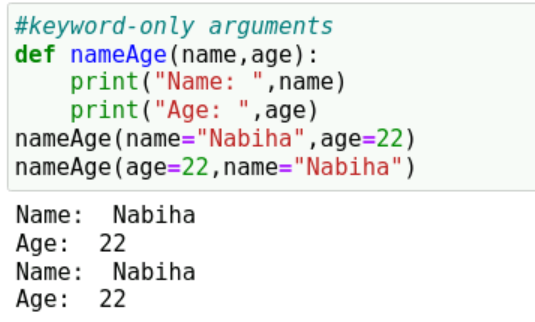 #keyword-only arguments
def nameAge(name,age):
    print("Name: ",name)
    print("Age: ",age)
nameAge(name="Nabiha",age=22)
nameAge(age=22,name="Nabiha")
Name:  Nabiha
Age:  22
Name:  Nabiha
Age:  22